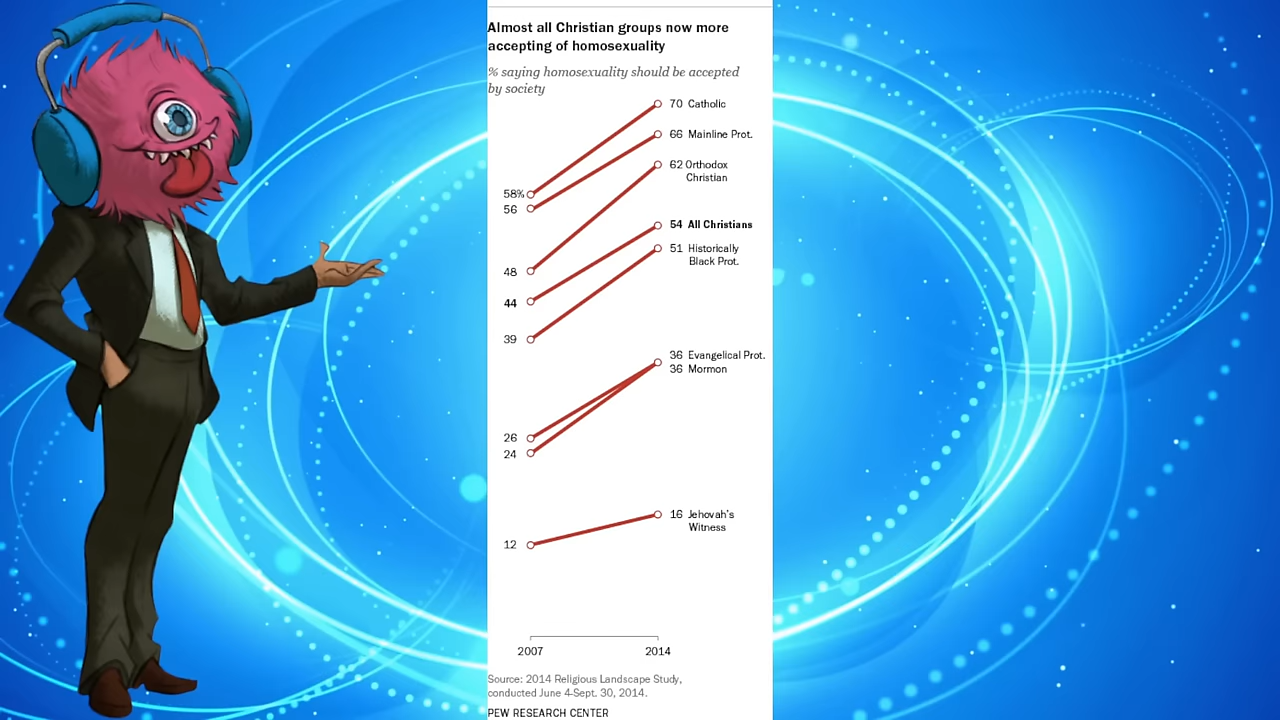 Almost all Christian groups now more
accepting of homosexuality
% saying homosexuality should be accepted
by society
70 Catholic
66 Mainline Prot.
62 Orthodox
Christian
58%
56
54 All Christians
51 Historically
Black Prot.
48
44
39
36 Evangelical Prot.
36 Mormon
26
24
16 Jehovah's
Witness
12
2007 2014
Source: 2014 Religious Landscape Study,
conducted June 4-Sept. 30, 2014.
PEW RESEARCH CENTER